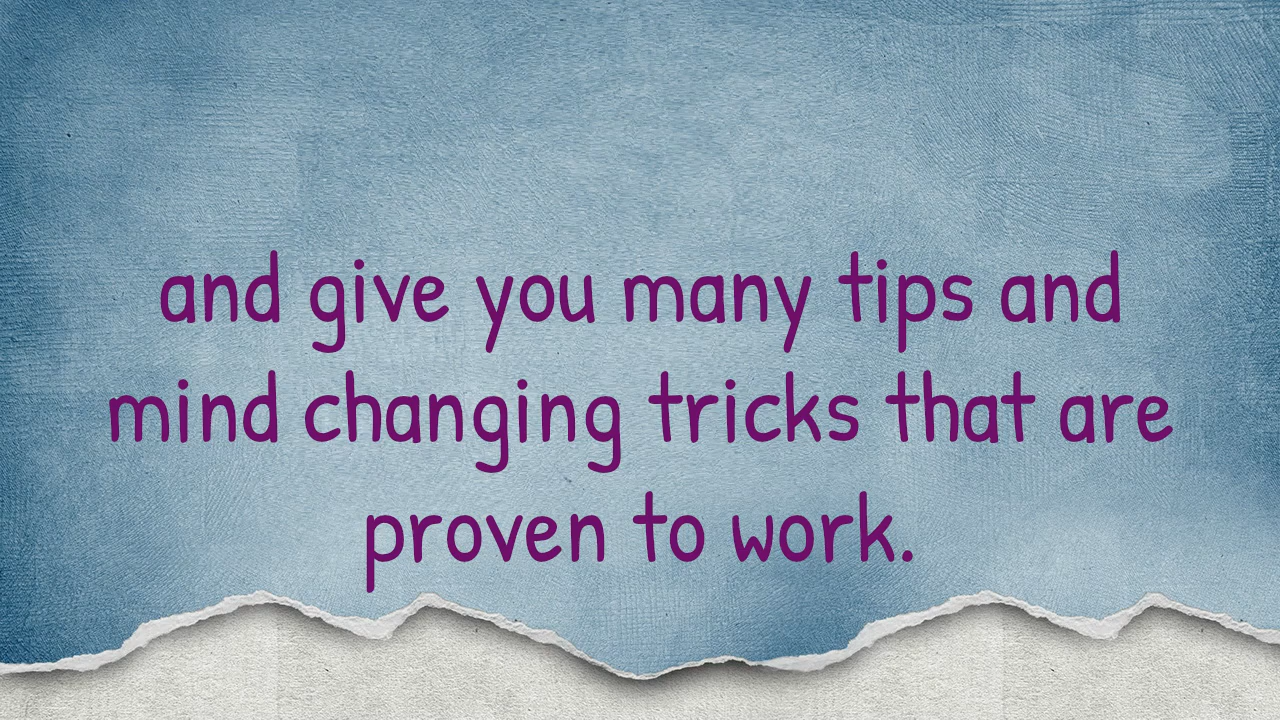 and give you many tips and
mind changing tricks that are
proven to work.